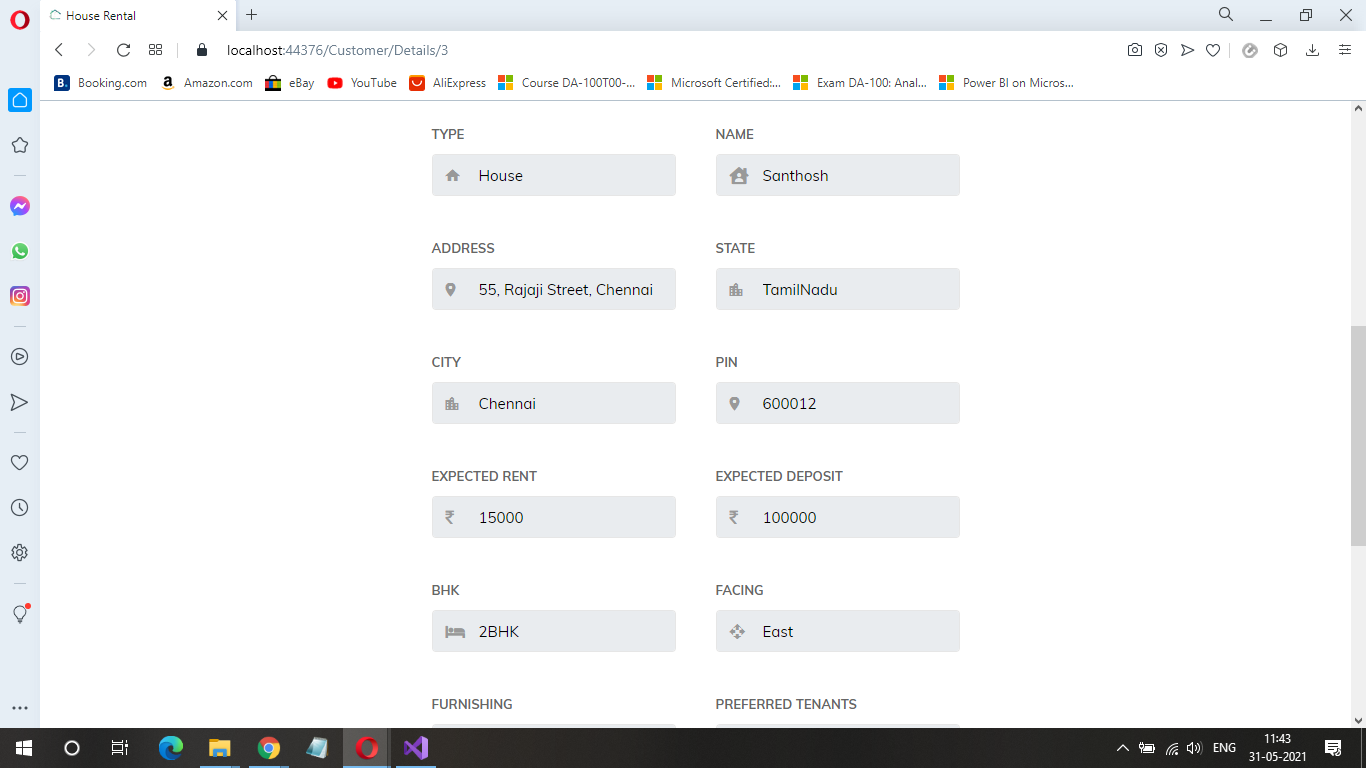 House Rental
localhost:44376/Customer/Details/3
B. Booking.com a Amazon.com eBay YouTube AliExpress Course DA-100T00-... Microsoft Certified:... Exam DA-100: Anal... Power BI on Micros...
TYPE NAME
House Santhosh
ADDRESS STATE
55, Rajaji Street, Chennai TamilNadu
CITY PIN
Chennai 600012
EXPECTED RENT EXPECTED DEPOSIT
₹ 15000 ₹ 100000
BHK FACING
2BHK East
FURNISHING PREFERRED TENANTS
ENG 11:43
31-05-2021